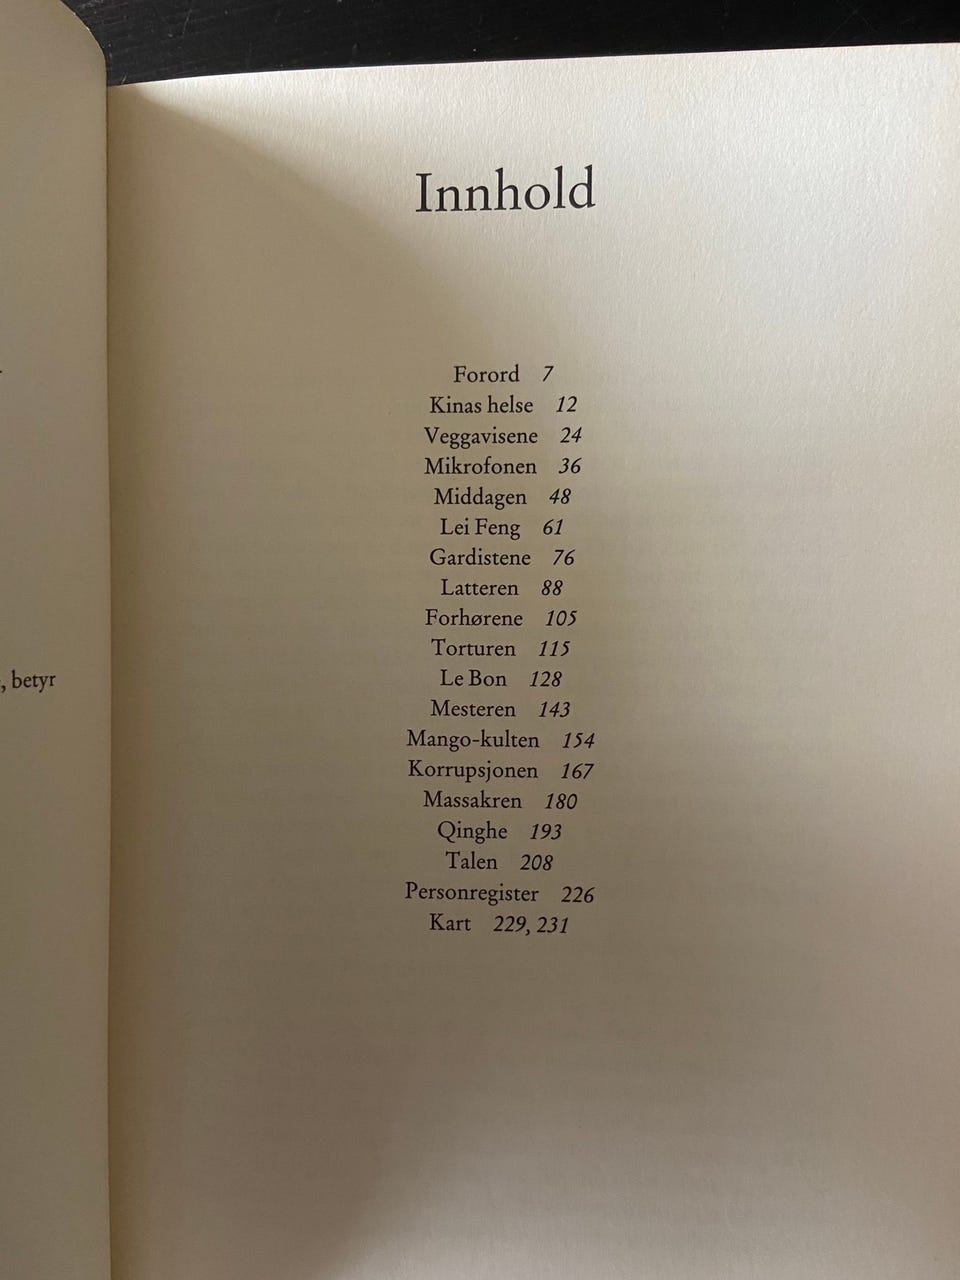 , betyr
Innhold
Forord 7
Kinas helse 12
Veggavisene 24
Mikrofonen 36
Middagen 48
Lei Feng 61
Gardistene 76
Latteren 88
Forhørene 105
Torturen 115
Le Bon 128
Mesteren 143
Mango-kulten 154
Korrupsjonen 167
Massakren 180
Qinghe 193
Talen 208
Personregister 226
Kart 229, 231